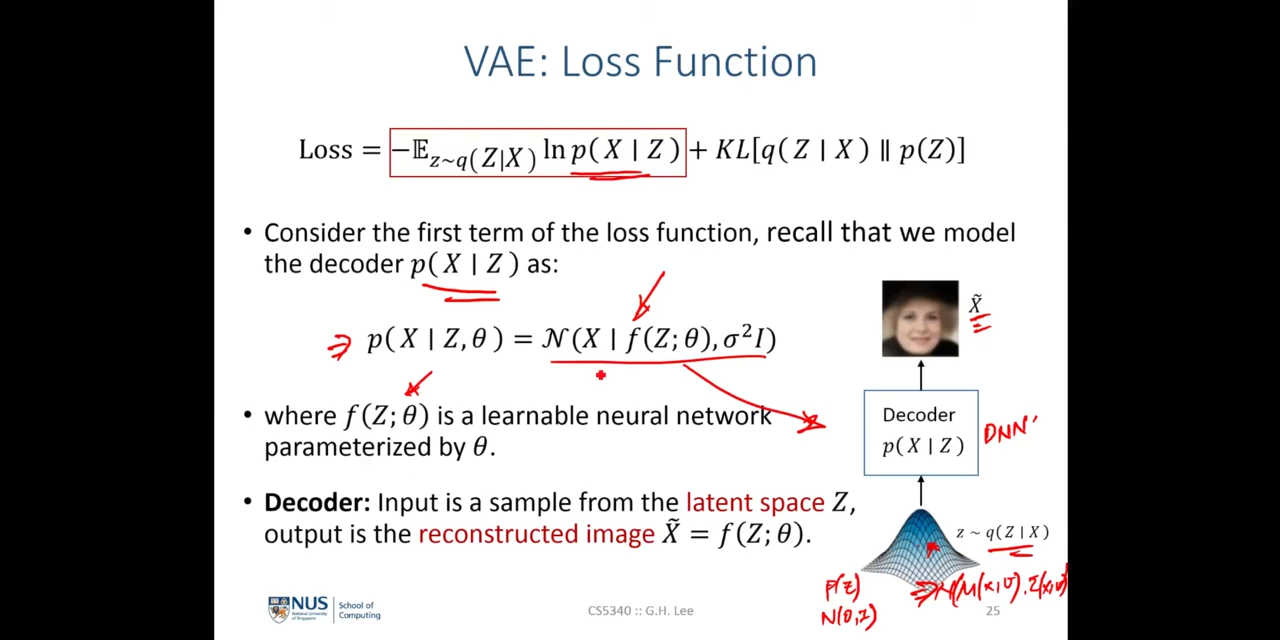 VAE: Loss Function
Loss = −𝔼_{z~q(Z|X)} ln p(X | Z) + KL[q(Z | X) ∥ p(Z)]
• Consider the first term of the loss function, recall that we model
the decoder p(X | Z) as:
⇒ p(X | Z, θ) = 𝒩(X | f(Z; θ), σ²I)
X̃
• where f(Z; θ) is a learnable neural network
parameterized by θ.
Decoder
p(X | Z)
DNN
• Decoder: Input is a sample from the latent space Z,
output is the reconstructed image X̃ = f(Z; θ).
z ~ q(Z | X)
P(Z)
N(0,I)
NUS
National University
of Singapore
School of
Computing
CS5340 :: G.H. Lee
25